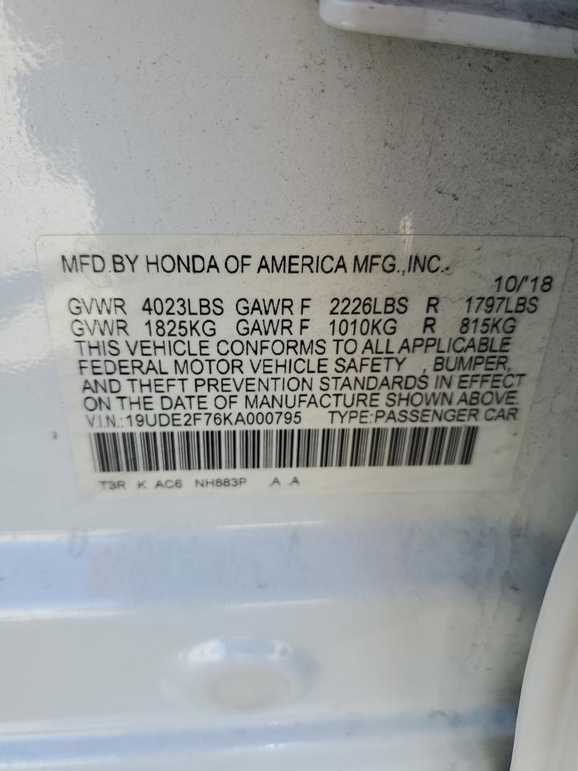 MFD.BY HONDA OF AMERICA MFG.,INC.
10/'18
GVWR 4023LBS GAWR F 2226LBS R 1797LBS
GVWR 1825KG GAWR F 1010KG R 815KG
THIS VEHICLE CONFORMS TO ALL APPLICABLE
FEDERAL MOTOR VEHICLE SAFETY , BUMPER,
AND THEFT PREVENTION STANDARDS IN EFFECT
ON THE DATE OF MANUFACTURE SHOWN ABOVE.
V.I.N.:19UDE2F76KA000795 TYPE:PASSENGER CAR
T3R K AC6 NH883P A A